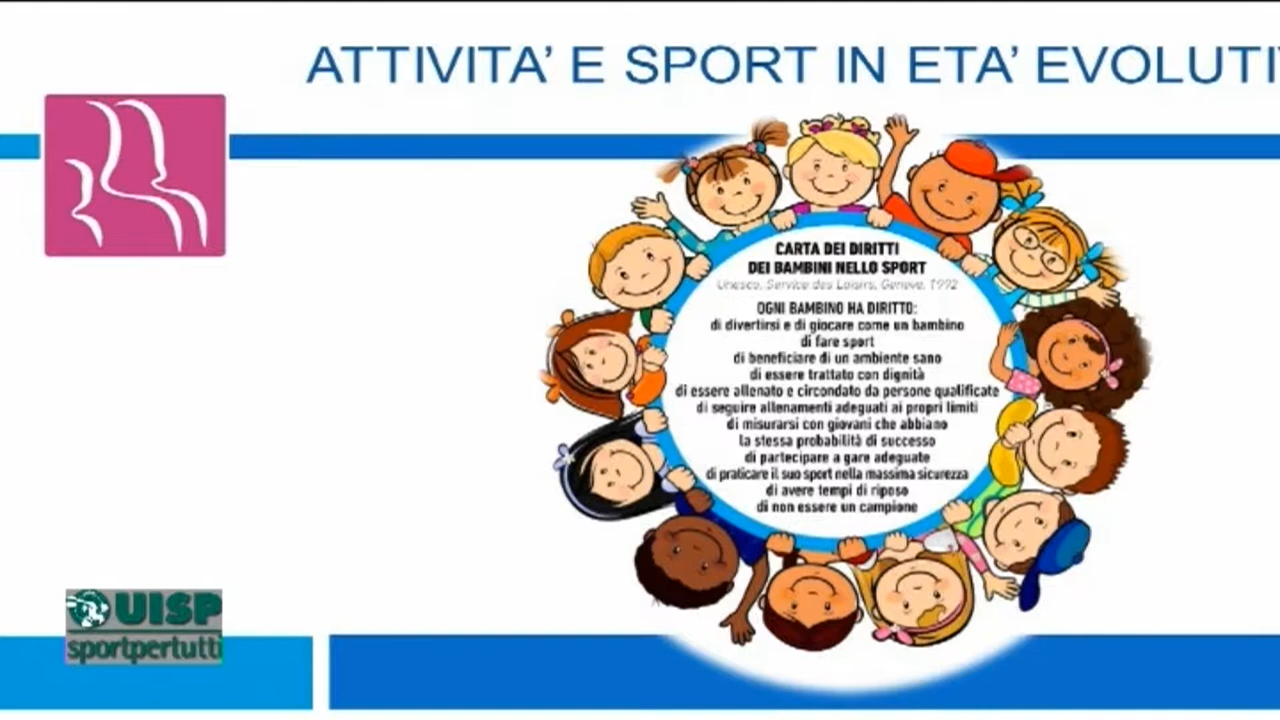 ATTIVITA' E SPORT IN ETA' EVOLUTI
CARTA DEI DIRITTI
DEI BAMBINI NELLO SPORT
Unesco, Service des Loisirs, Geneve, 1992
OGNI BAMBINO HA DIRITTO:
di divertirsi e di giocare come un bambino
di fare sport
di beneficiare di un ambiente sano
di essere trattato con dignità
di essere allenato e circondato da persone qualificate
di seguire allenamenti adeguati ai propri limiti
di misurarsi con giovani che abbiano
la stessa probabilità di successo
di partecipare a gare adeguate
di praticare il suo sport nella massima sicurezza
di avere tempi di riposo
di non essere un campione
UISP
sportpertutti